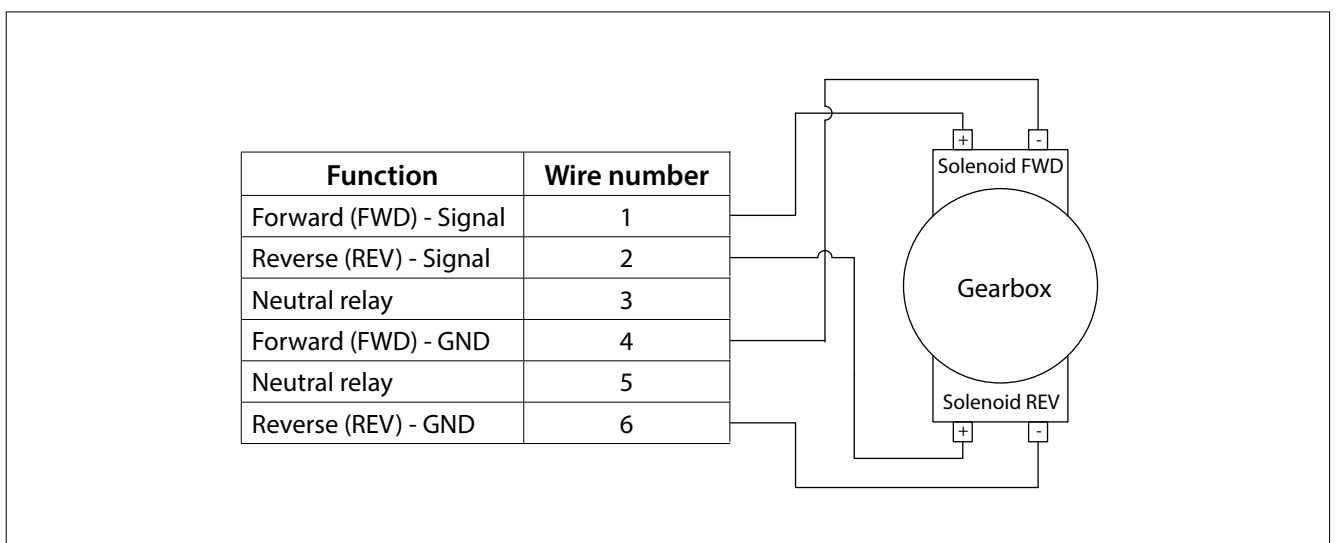 Function Wire number
Forward (FWD) - Signal 1
Reverse (REV) - Signal 2
Neutral relay 3
Forward (FWD) - GND 4
Neutral relay 5
Reverse (REV) - GND 6
+ -
Solenoid FWD
Gearbox
Solenoid REV
+ -